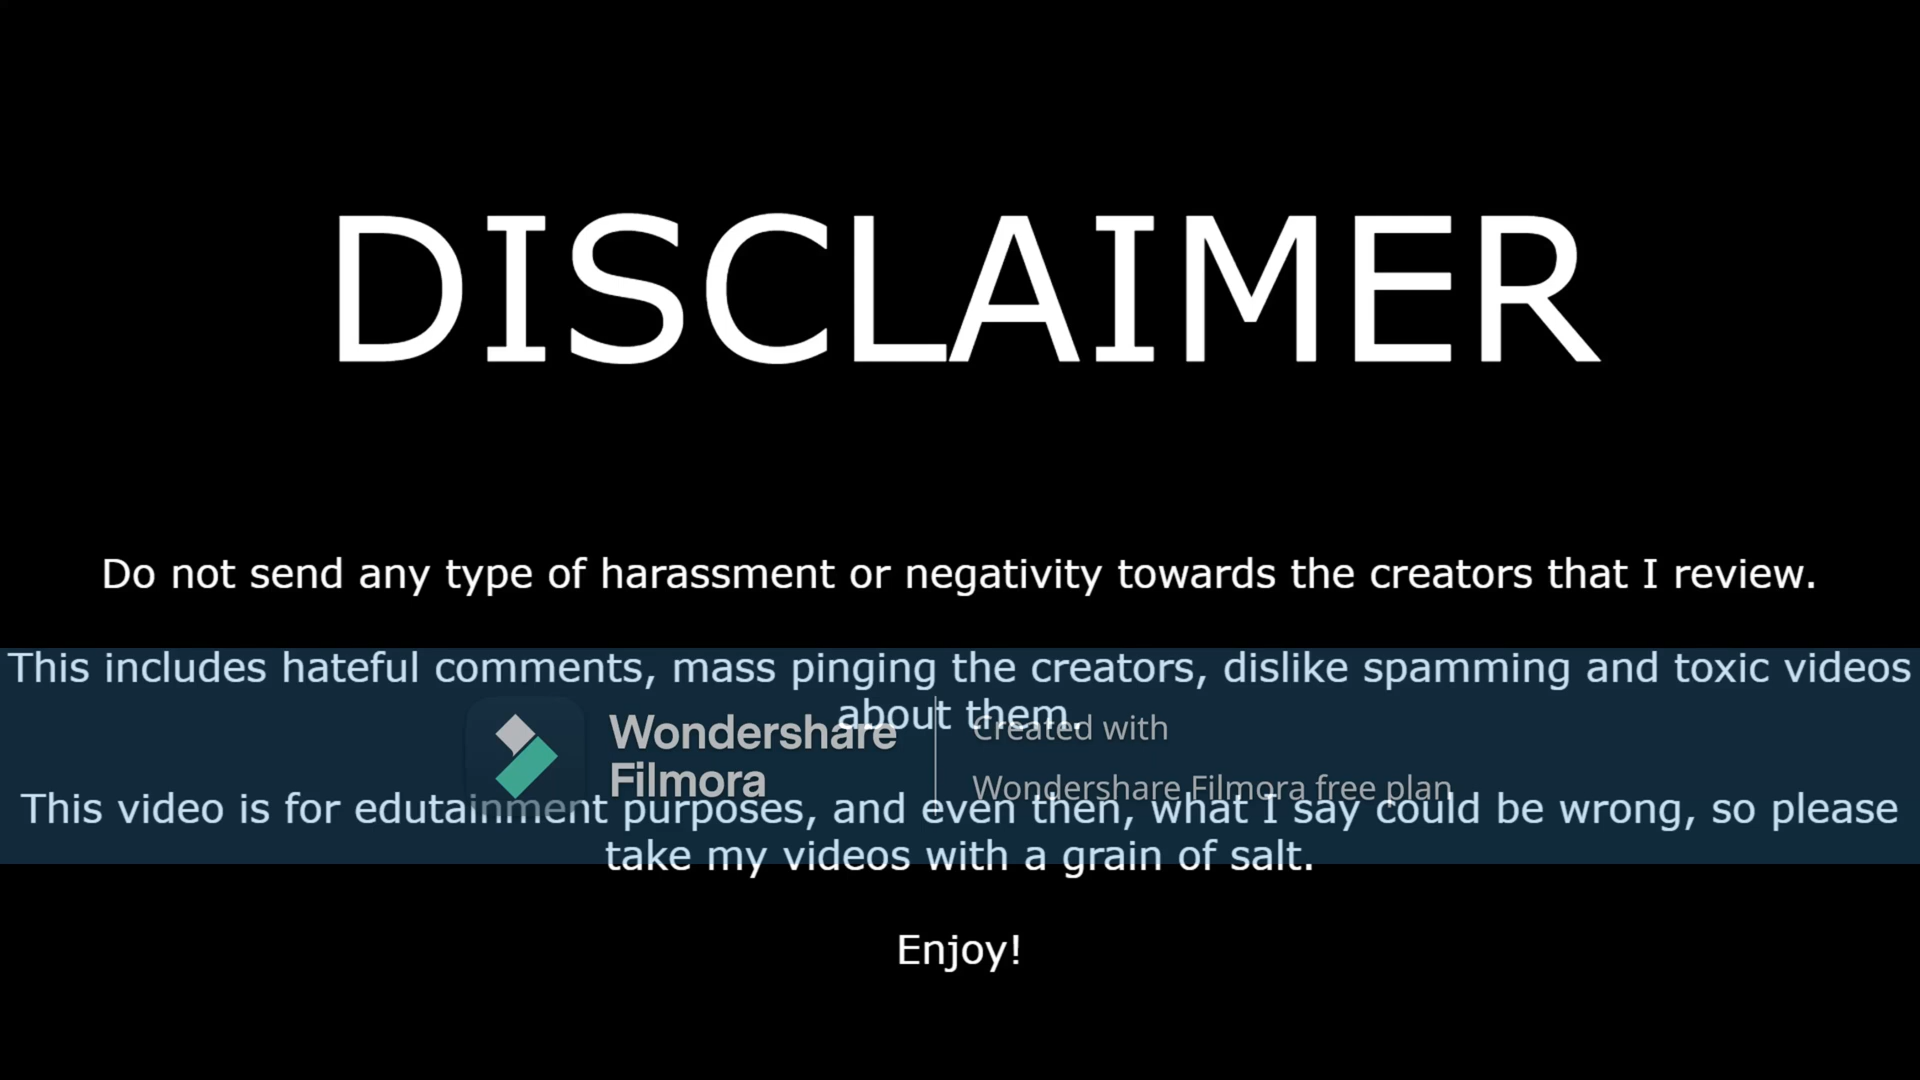 DISCLAIMER
Do not send any type of harassment or negativity towards the creators that I review.
This includes hateful comments, mass pinging the creators, dislike spamming and toxic videos
about them.
Wondershare
Filmora
Created with
Wondershare Filmora free plan
This video is for edutainment purposes, and even then, what I say could be wrong, so please
take my videos with a grain of salt.
Enjoy!